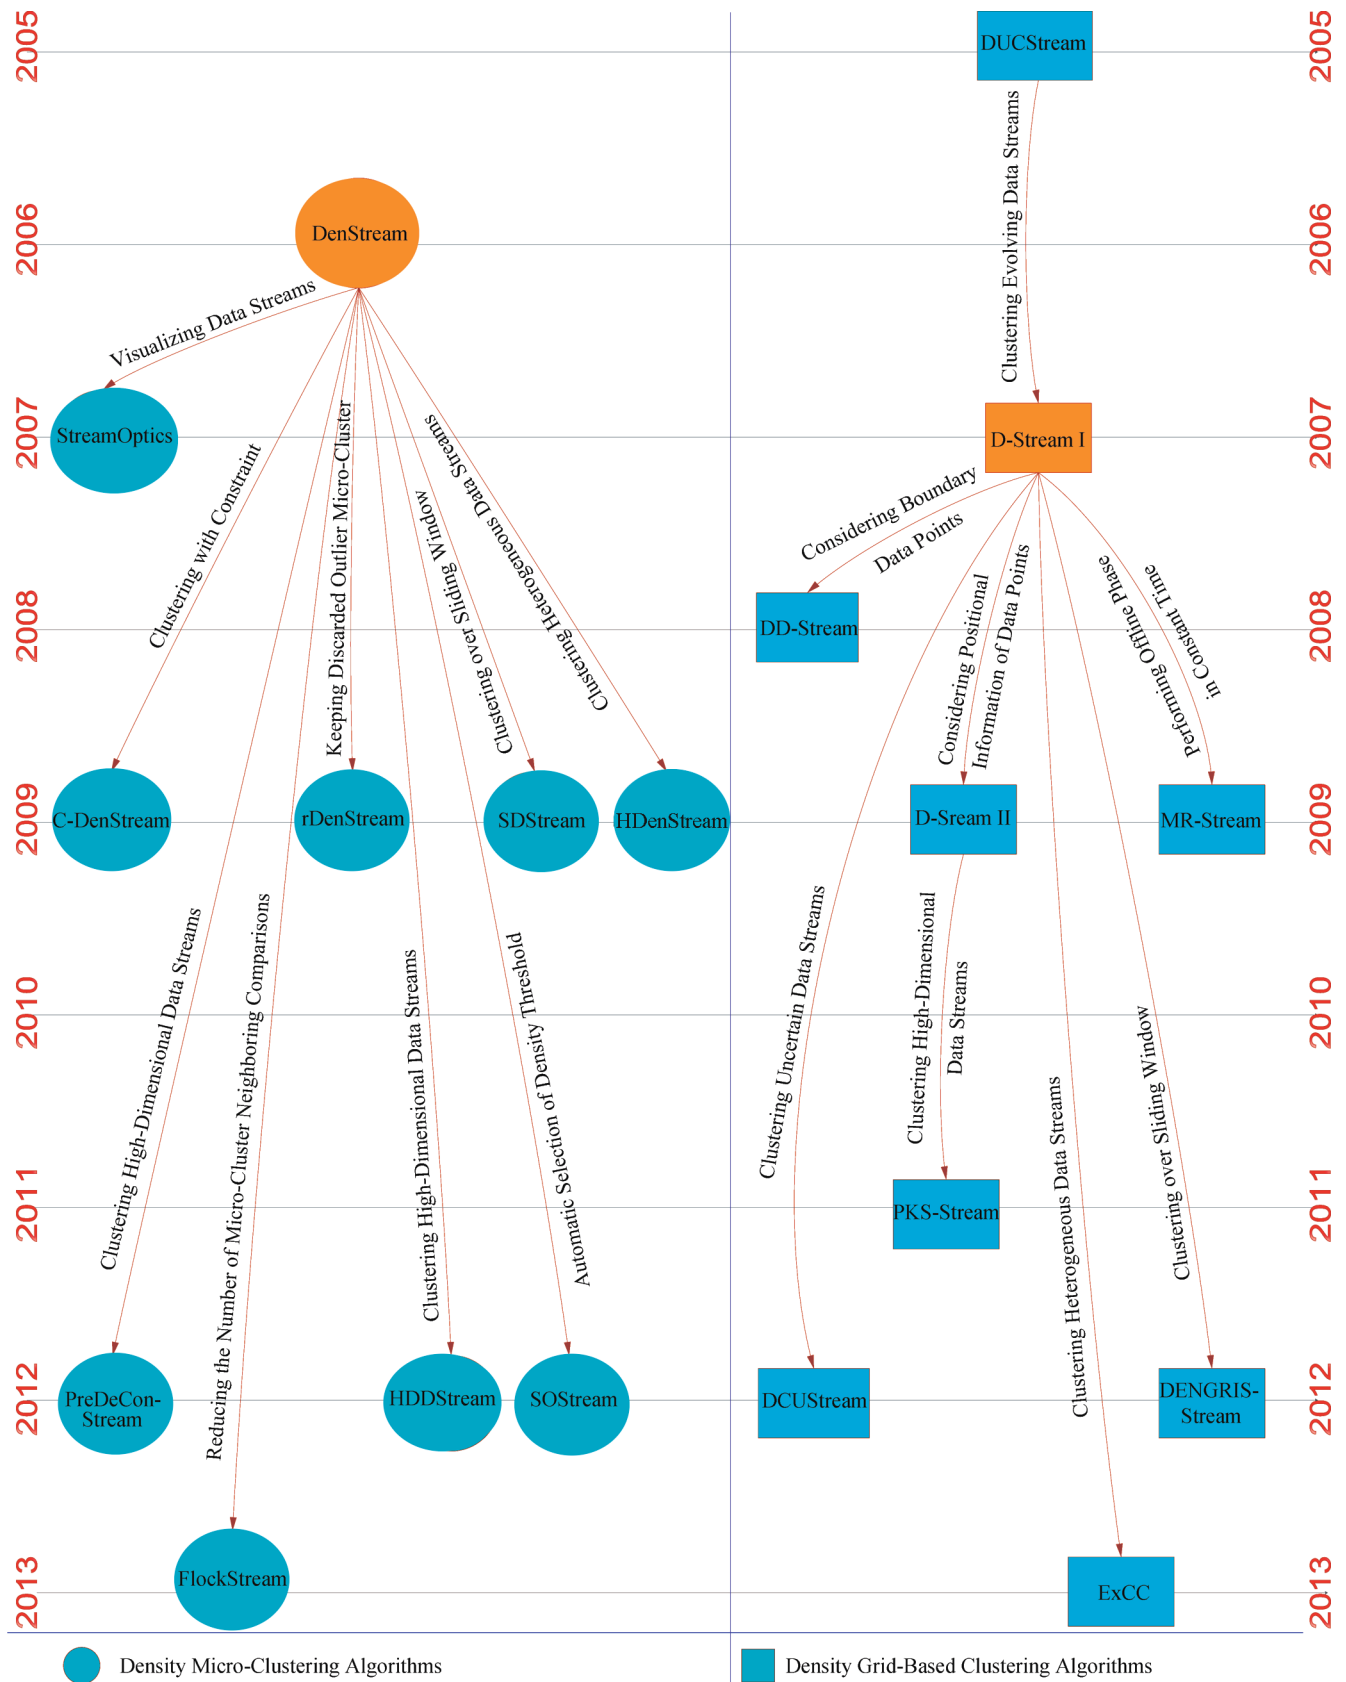 2005
DUCStream
2005
Clustering Evolving Data Streams
2006
DenStream
2006
Visualizing Data Streams
2007
StreamOptics
D-Stream I
2007
Clustering with Constraint
Keeping Discarded Outlier Micro-Cluster
Clustering over Sliding Window
Clustering Heterogeneous Data Streams
Considering Boundary
Data Points
Considering Positional
Information of Data Points
Performing Offline Phase
in Constant Time
2008
DD-Stream
2008
2009
C-DenStream
rDenStream
SDStream
HDenStream
D-Sream II
MR-Stream
2009
Clustering High-Dimensional Data Streams
Reducing the Number of Micro-Cluster Neighboring Comparisons
Clustering High-Dimensional Data Streams
Automatic Selection of Density Threshold
Clustering Uncertain Data Streams
Clustering High-Dimensional
Data Streams
Clustering Heterogeneous Data Streams
Clustering over Sliding Window
2010
2010
2011
PKS-Stream
2011
2012
PreDeCon-
Stream
HDDStream
SOStream
DCUStream
DENGRIS-
Stream
2012
2013
FlockStream
ExCC
2013
Density Micro-Clustering Algorithms
Density Grid-Based Clustering Algorithms